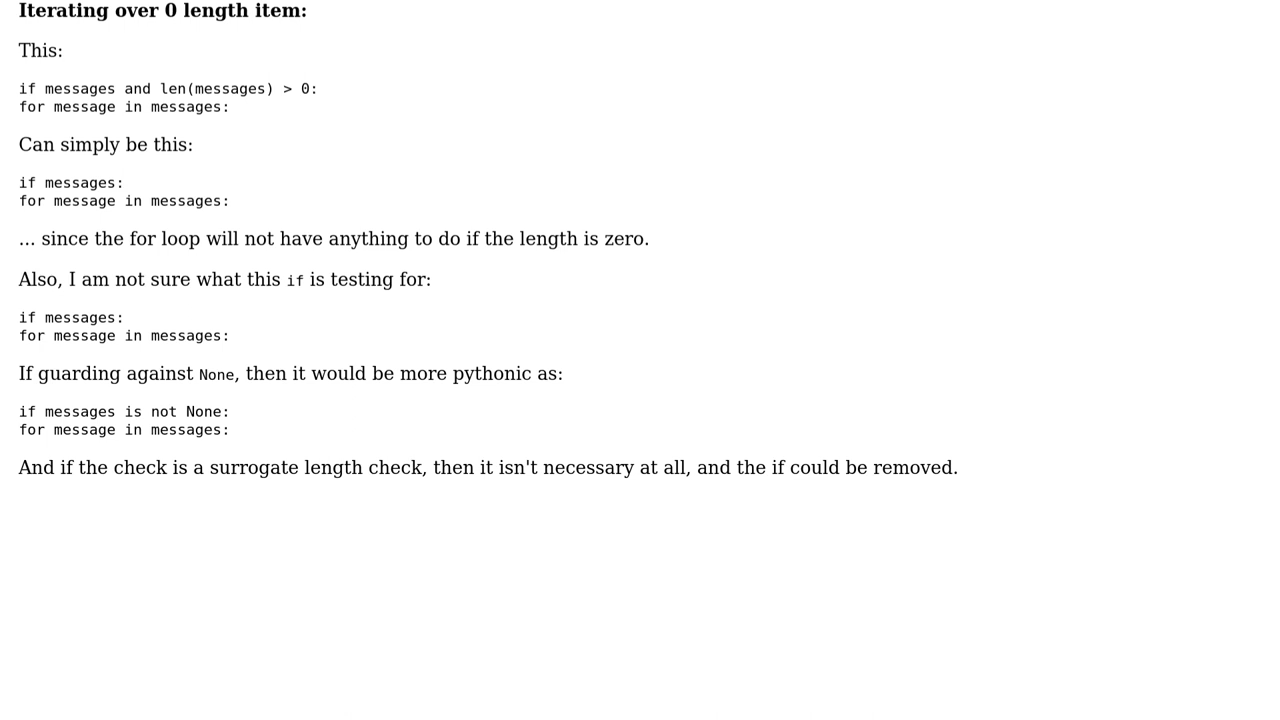 Iterating over 0 length item:
This:
if messages and len(messages) > 0:
for message in messages:
Can simply be this:
if messages:
for message in messages:
... since the for loop will not have anything to do if the length is zero.
Also, I am not sure what this if is testing for:
if messages:
for message in messages:
If guarding against None, then it would be more pythonic as:
if messages is not None:
for message in messages:
And if the check is a surrogate length check, then it isn't necessary at all, and the if could be removed.